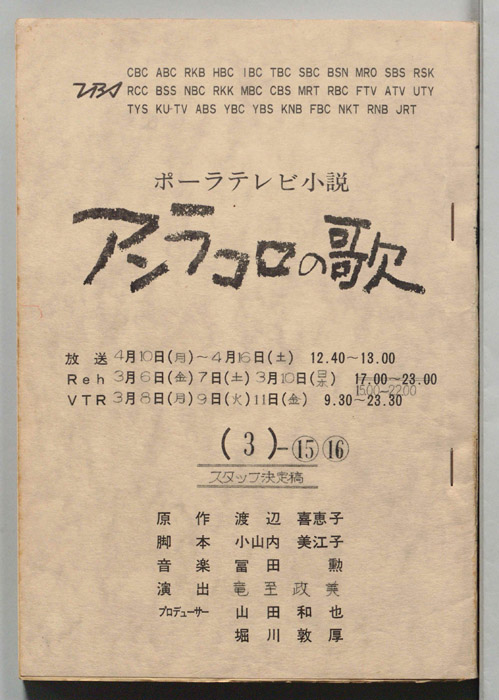 TBS
CBC ABC RKB HBC IBC TBC SBC BSN MRO SBS RSK
RCC BSS NBC RKK MBC CBS MRT RBC FTV ATV UTY
TYS KU-TV ABS YBC YBS KNB FBC NKT RNB JRT
ポーラテレビ小説
アンラコロの歌
放 送 4月10日(月)～4月16日(土) 12.40～13.00
Reh 3月6日(金)7日(土)3月10日() 17.00～23.00
15:00~22:00
VTR 3月8日(月)9日(火)11日(金) 9.30～23.30
(3)-⑮⑯
スタッフ決定稿
原 作 渡辺 喜恵子
脚 本 小山内 美江子
音 楽 冨田 勲
演 出 竜至政美
プロデューサー 山田和也
堀川敦厚